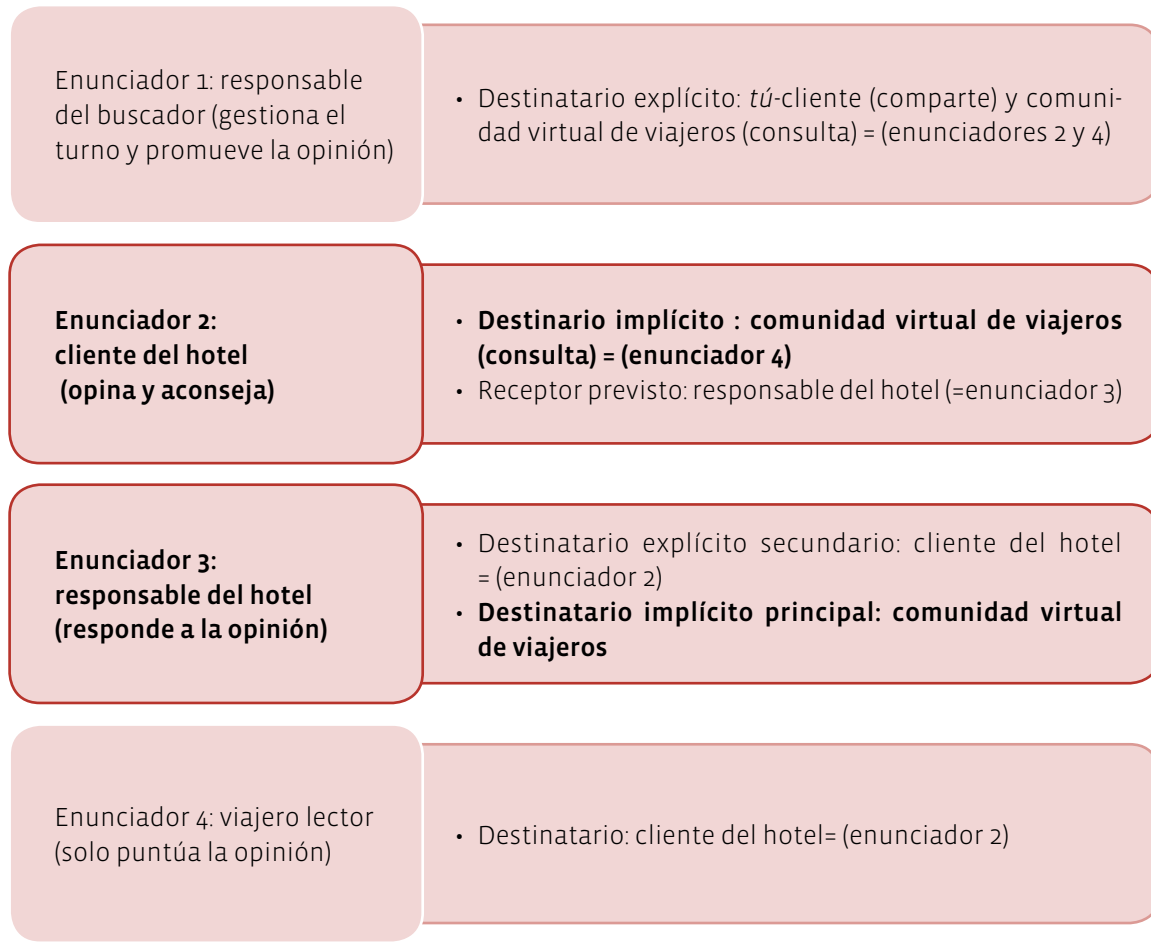 Enunciador 1: responsable
del buscador (gestiona el
turno y promueve la opinión)
• Destinatario explícito: tú-cliente (comparte) y comuni-
dad virtual de viajeros (consulta) = (enunciadores 2 y 4)
Enunciador 2:
cliente del hotel
(opina y aconseja)
• Destinario implícito : comunidad virtual de viajeros
(consulta) = (enunciador 4)
• Receptor previsto: responsable del hotel (=enunciador 3)
Enunciador 3:
responsable del hotel
(responde a la opinión)
• Destinatario explícito secundario: cliente del hotel
= (enunciador 2)
• Destinatario implícito principal: comunidad virtual
de viajeros
Enunciador 4: viajero lector
(solo puntúa la opinión)
• Destinatario: cliente del hotel= (enunciador 2)